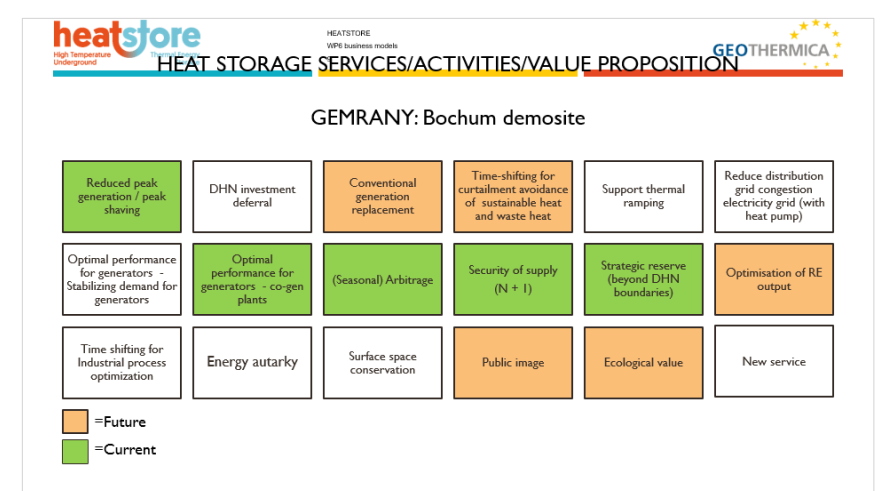 heatstore
HEATSTORE
WP6 business models
High Temperature
Underground
Thermal Energy
GEOTHERMICA
HEAT STORAGE SERVICES/ACTIVITIES/VALUE PROPOSITION
GEMRANY: Bochum demosite
Reduced peak
generation / peak
shaving
DHN investment
deferral
Conventional
generation
replacement
Time-shifting for
curtailment avoidance
of sustainable heat
and waste heat
Support thermal
ramping
Reduce distribution
grid congestion
electricity grid (with
heat pump)
Optimal performance
for generators -
Stabilizing demand for
generators
Optimal
performance for
generators - co-gen
plants
(Seasonal) Arbitrage
Security of supply
(N + 1)
Strategic reserve
(beyond DHN
boundaries)
Optimisation of RE
output
Time shifting for
Industrial process
optimization
Energy autarky
Surface space
conservation
Public image
Ecological value
New service
=Future
=Current